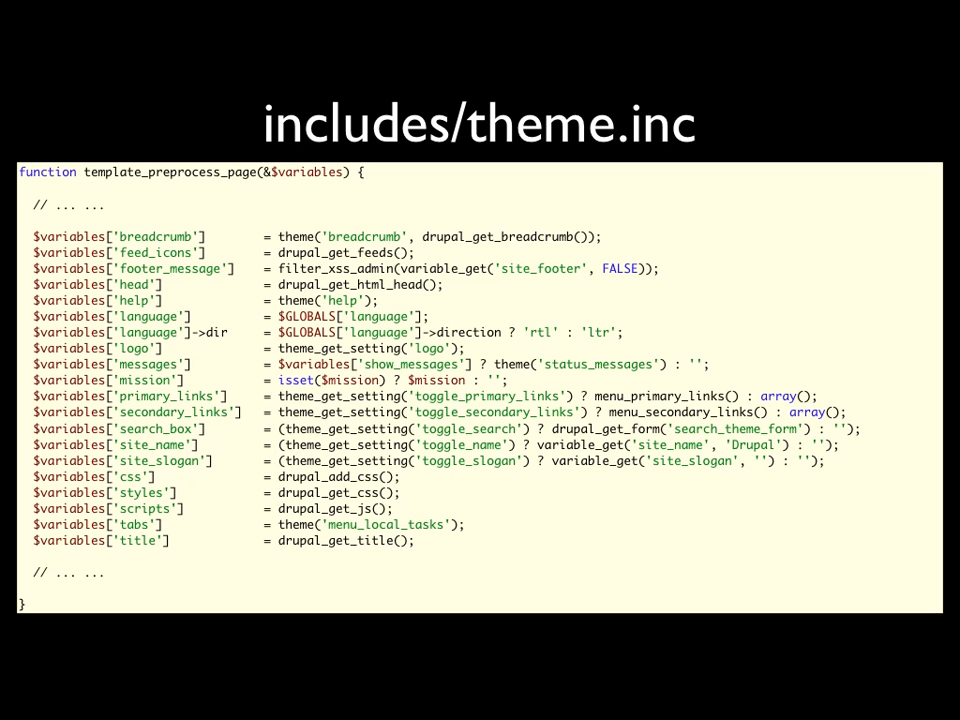 includes/theme.inc
function template_preprocess_page(&$variables) {
// ... ...
$variables['breadcrumb'] = theme('breadcrumb', drupal_get_breadcrumb());
$variables['feed_icons'] = drupal_get_feeds();
$variables['footer_message'] = filter_xss_admin(variable_get('site_footer', FALSE));
$variables['head'] = drupal_get_html_head();
$variables['help'] = theme('help');
$variables['language'] = $GLOBALS['language'];
$variables['language']->dir = $GLOBALS['language']->direction ? 'rtl' : 'ltr';
$variables['logo'] = theme_get_setting('logo');
$variables['messages'] = $variables['show_messages'] ? theme('status_messages') : '';
$variables['mission'] = isset($mission) ? $mission : '';
$variables['primary_links'] = theme_get_setting('toggle_primary_links') ? menu_primary_links() : array();
$variables['secondary_links'] = theme_get_setting('toggle_secondary_links') ? menu_secondary_links() : array();
$variables['search_box'] = (theme_get_setting('toggle_search') ? drupal_get_form('search_theme_form') : '');
$variables['site_name'] = (theme_get_setting('toggle_name') ? variable_get('site_name', 'Drupal') : '');
$variables['site_slogan'] = (theme_get_setting('toggle_slogan') ? variable_get('site_slogan', '') : '');
$variables['css'] = drupal_add_css();
$variables['styles'] = drupal_get_css();
$variables['scripts'] = drupal_get_js();
$variables['tabs'] = theme('menu_local_tasks');
$variables['title'] = drupal_get_title();
// ... ...
}